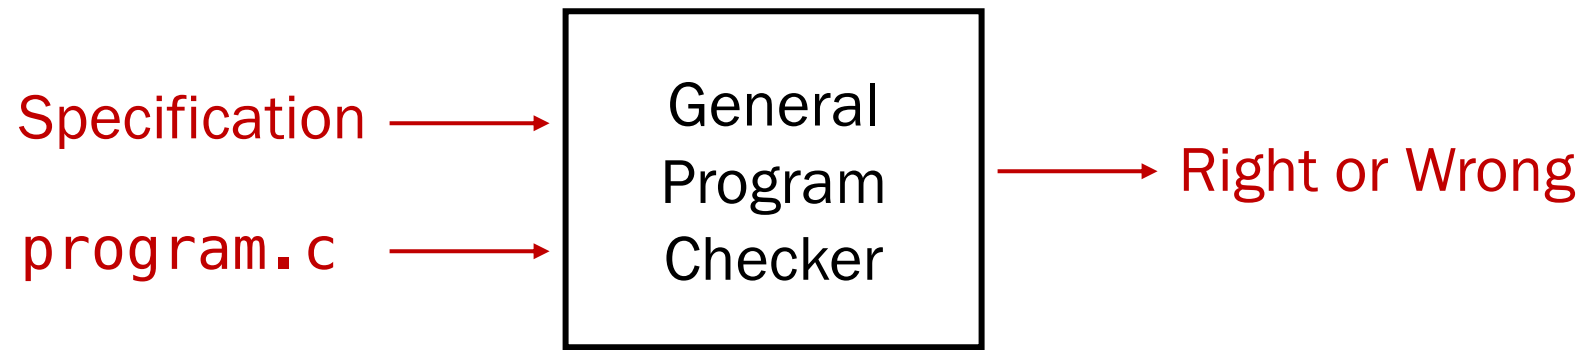 Specification
program.c
General
Program
Checker
Right or Wrong